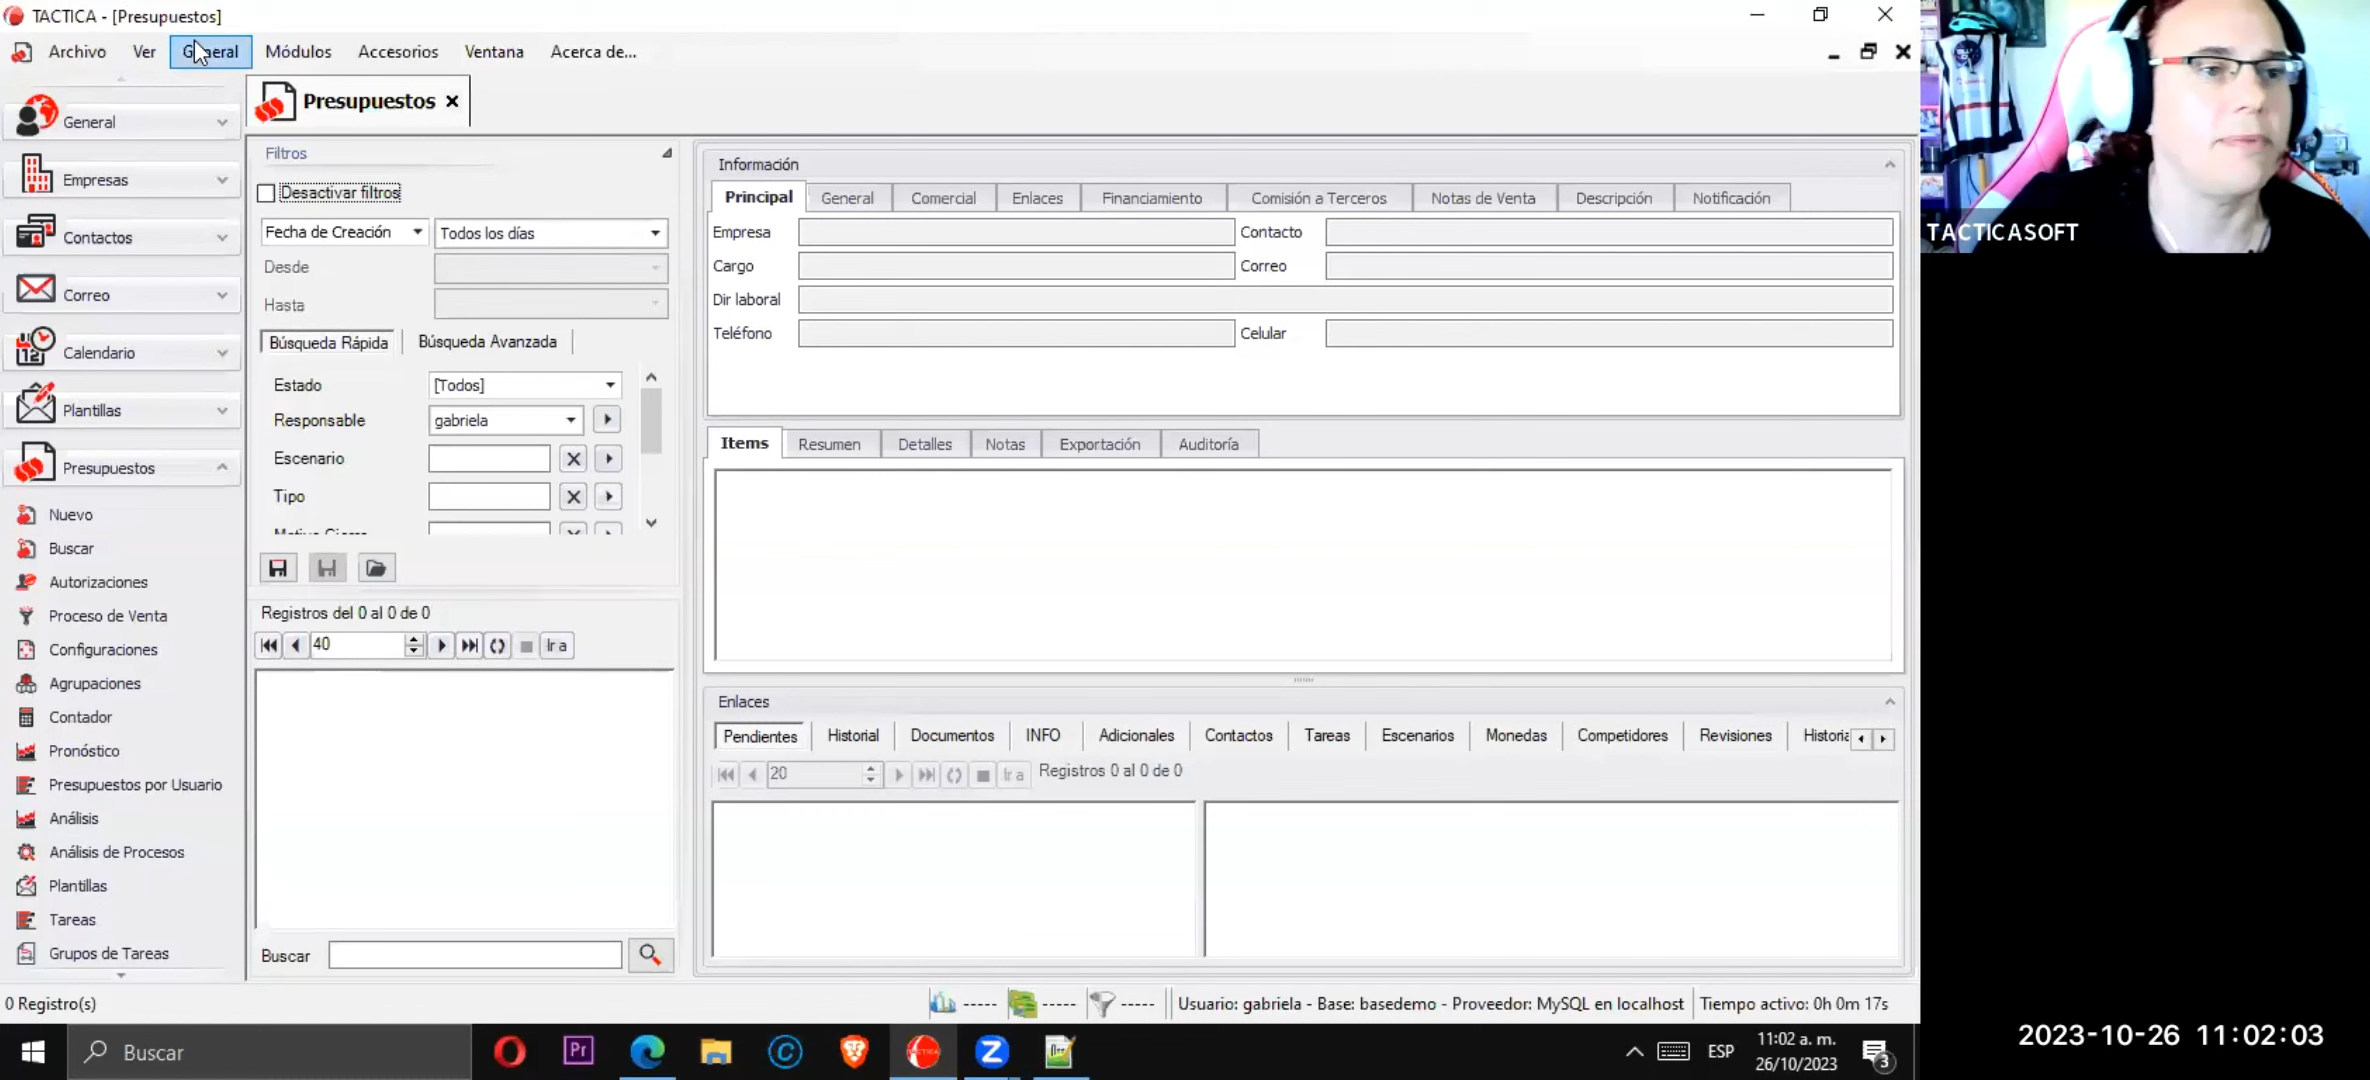 TACTICA - [Presupuestos]
Archivo Ver General Módulos Accesorios Ventana Acerca de...
General
Empresas
Contactos
Correo
Calendario
Plantillas
Presupuestos
Nuevo
Buscar
Autorizaciones
Proceso de Venta
Configuraciones
Agrupaciones
Contador
Pronóstico
Presupuestos por Usuario
Análisis
Análisis de Procesos
Plantillas
Tareas
Grupos de Tareas
Presupuestos
Filtros
Desactivar filtros
Fecha de Creación Todos los días
Desde
Hasta
Búsqueda Rápida Búsqueda Avanzada
Estado [Todos]
Responsable gabriela
Escenario
Tipo
Registros del 0 al 0 de 0
40 Ir a
Buscar
Información
Principal General Comercial Enlaces Financiamiento Comisión a Terceros Notas de Venta Descripción Notificación
Empresa Contacto
Cargo Correo
Dir laboral
Teléfono Celular
Items Resumen Detalles Notas Exportación Auditoría
Enlaces
Pendientes Historial Documentos INFO Adicionales Contactos Tareas Escenarios Monedas Competidores Revisiones Historia
20 Ir a Registros 0 al 0 de 0
0 Registro(s) ----- ----- ----- Usuario: gabriela - Base: basedemo - Proveedor: MySQL en localhost Tiempo activo: 0h 0m 17s
Buscar
Pr
ESP
11:02 a. m.
26/10/2023
3
TACTICASOFT
2023-10-26 11:02:03